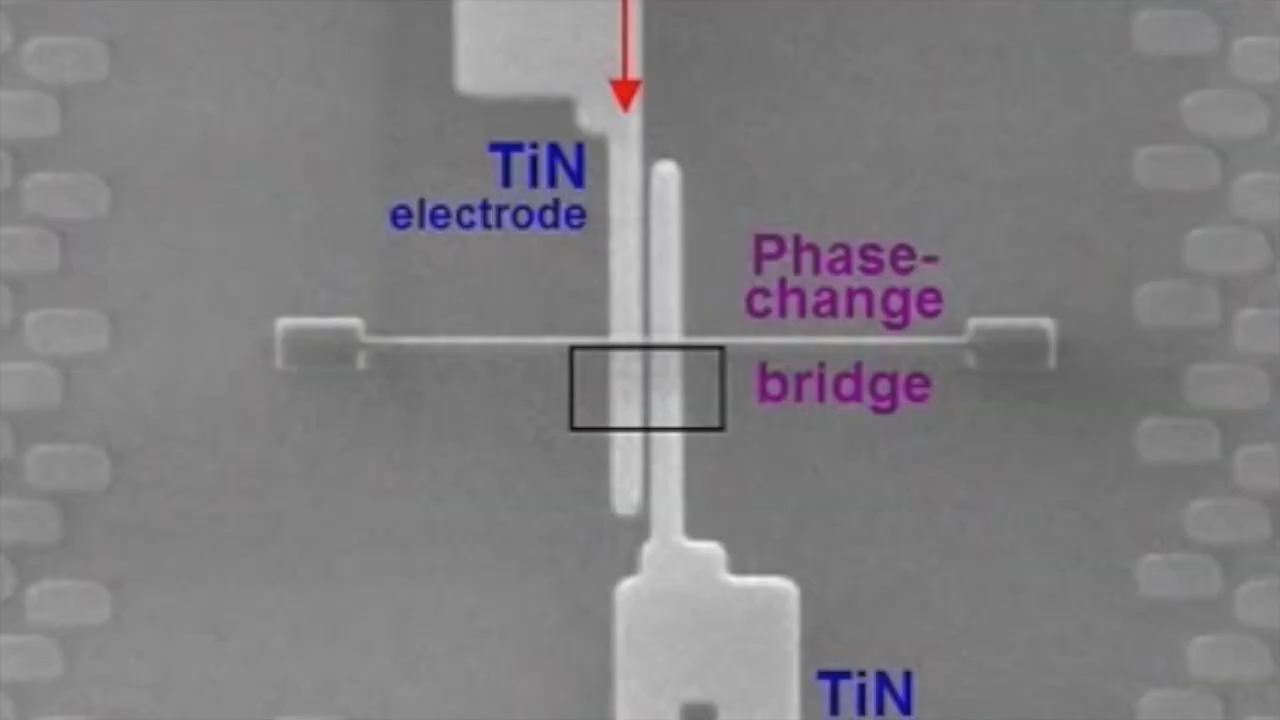 TiN
electrode
Phase-
change
bridge
TiN